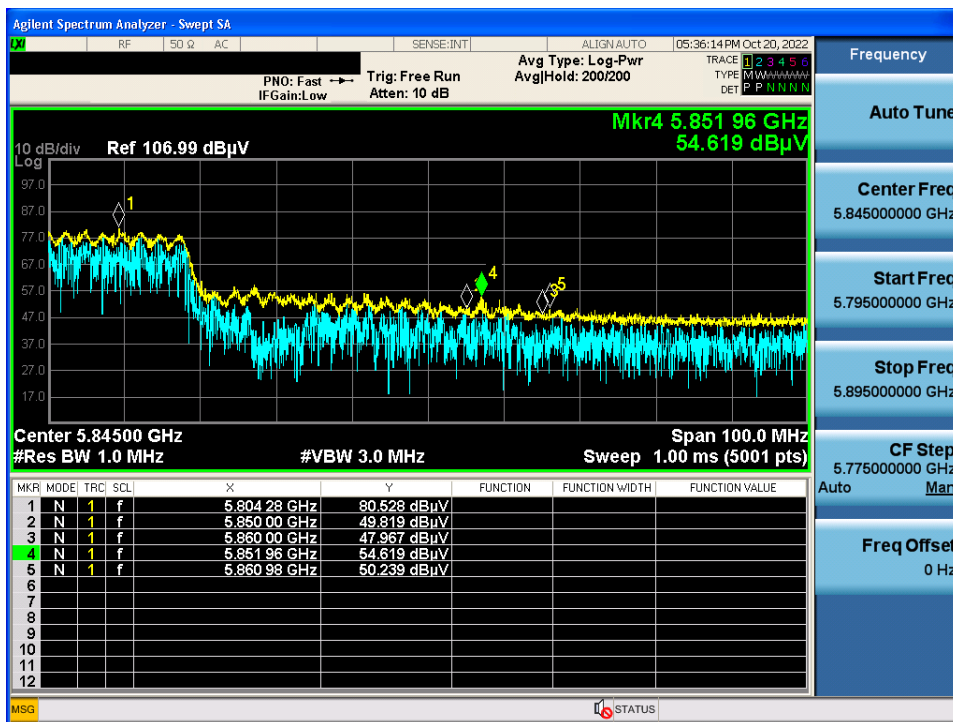 Agilent Spectrum Analyzer - Swept SA
LXI RF 50 Ω AC SENSE:INT ALIGN AUTO 05:36:14 PM Oct 20, 2022
Frequency
PNO: Fast
IFGain:Low
Trig: Free Run
Atten: 10 dB
Avg Type: Log-Pwr
Avg|Hold: 200/200
TRACE 1 2 3 4 5 6
TYPE M W W W W W
DET P P N N N N
Auto Tune
Mkr4 5.851 96 GHz
54.619 dBµV
10 dB/div Ref 106.99 dBµV
Log
97.0
87.0
77.0
67.0
57.0
47.0
37.0
27.0
17.0
1
4
3
5
Center 5.84500 GHz Span 100.0 MHz
#Res BW 1.0 MHz #VBW 3.0 MHz Sweep 1.00 ms (5001 pts)
MKR MODE TRC SCL X Y FUNCTION FUNCTION WIDTH FUNCTION VALUE
1 N 1 f 5.804 28 GHz 80.528 dBµV
2 N 1 f 5.850 00 GHz 49.819 dBµV
3 N 1 f 5.860 00 GHz 47.967 dBµV
4 N 1 f 5.851 96 GHz 54.619 dBµV
5 N 1 f 5.860 98 GHz 50.239 dBµV
6
7
8
9
10
11
12
Center Freq
5.845000000 GHz
Start Freq
5.795000000 GHz
Stop Freq
5.895000000 GHz
CF Step
5.775000000 GHz
Auto Man
Freq Offset
0 Hz
MSG STATUS